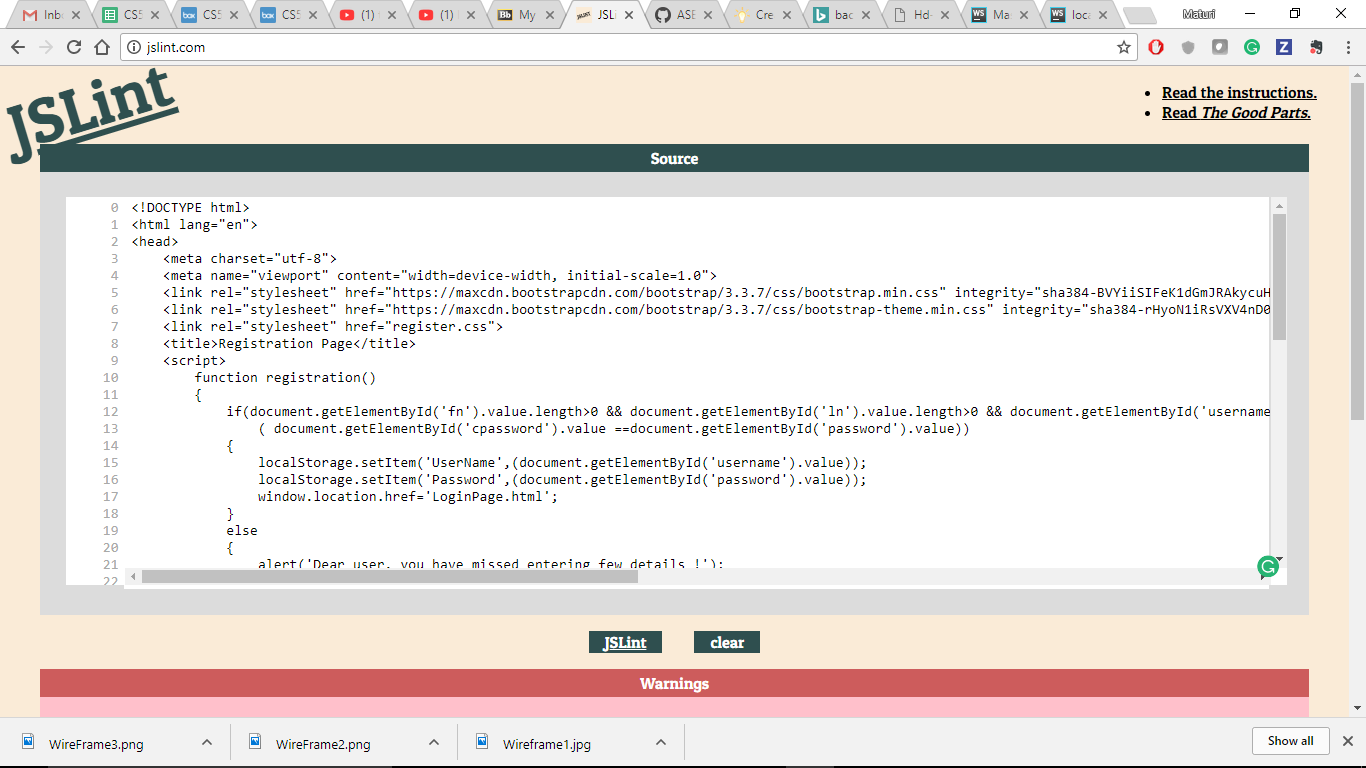 Inb CS5 CS5 CS5 (1) (1) My JSLi ASE Cre bac Hd- Ma loca Maturi
jslint.com
JSLint
Read the instructions.
Read The Good Parts.
Source
0 <!DOCTYPE html>
1 <html lang="en">
2 <head>
3 <meta charset="utf-8">
4 <meta name="viewport" content="width=device-width, initial-scale=1.0">
5 <link rel="stylesheet" href="https://maxcdn.bootstrapcdn.com/bootstrap/3.3.7/css/bootstrap.min.css" integrity="sha384-BVYiiSIFeK1dGmJRAkycuH
6 <link rel="stylesheet" href="https://maxcdn.bootstrapcdn.com/bootstrap/3.3.7/css/bootstrap-theme.min.css" integrity="sha384-rHyoN1iRsVXV4nD0
7 <link rel="stylesheet" href="register.css">
8 <title>Registration Page</title>
9 <script>
10 function registration()
11 {
12 if(document.getElementById('fn').value.length>0 && document.getElementById('ln').value.length>0 && document.getElementById('username
13 ( document.getElementById('cpassword').value ==document.getElementById('password').value))
14 {
15 localStorage.setItem('UserName',(document.getElementById('username').value));
16 localStorage.setItem('Password',(document.getElementById('password').value));
17 window.location.href='LoginPage.html';
18 }
19 else
20 {
21 alert('Dear user, you have missed entering few details !');
22
JSLint clear
Warnings
WireFrame3.png WireFrame2.png Wireframe1.jpg Show all